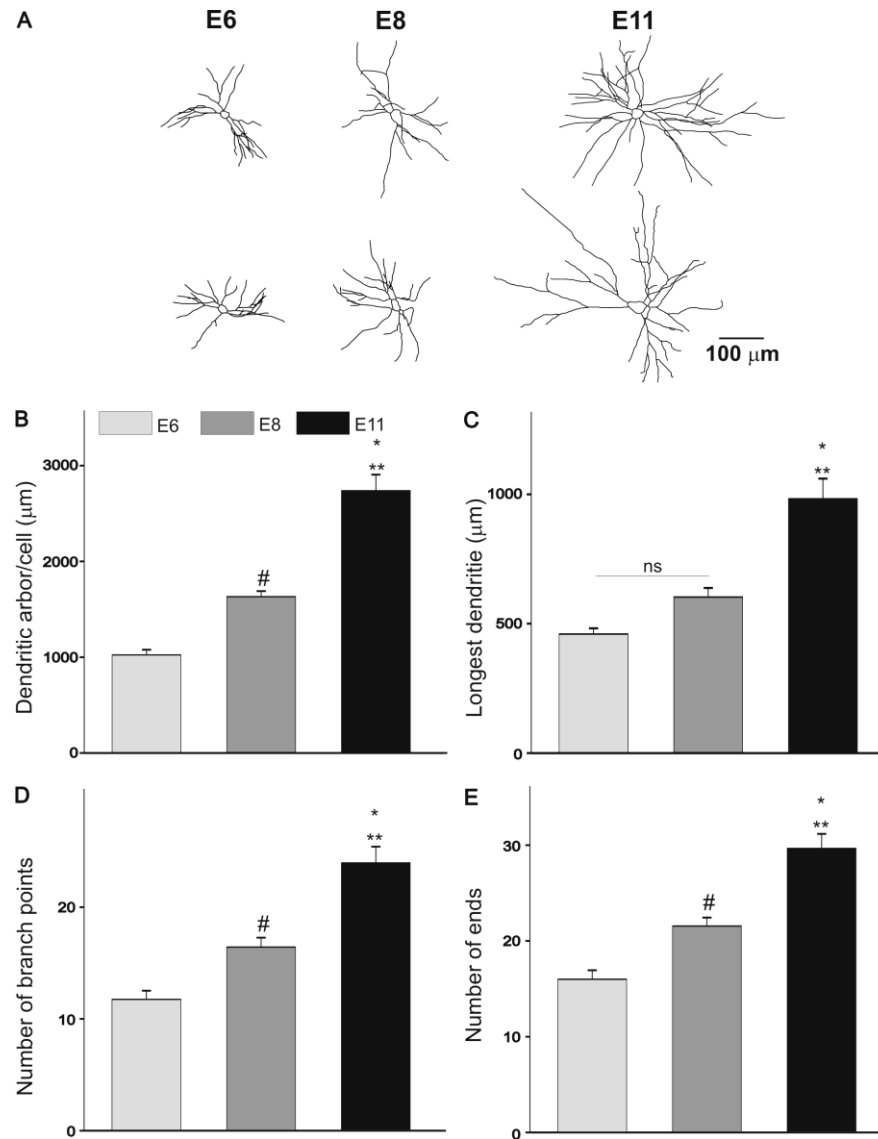 A
E6 E8 E11
100 μm
B
E6 E8 E11
Dendritic arbor/cell (μm)
3000
2000
1000
0
#
*
**
C
Longest dendritie (μm)
1000
500
0
ns
*
**
D
Number of branch points
20
10
0
#
*
**
E
Number of ends
30
20
10
0
#
*
**